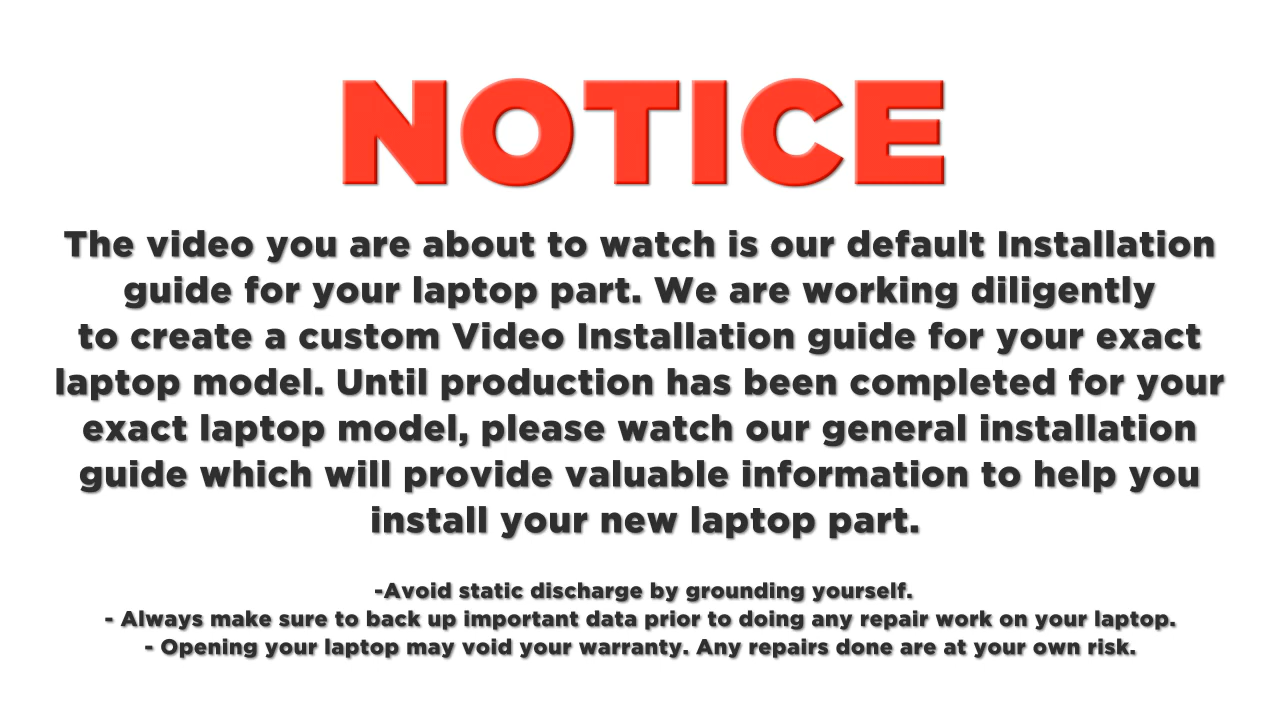 NOTICE
The video you are about to watch is our default Installation
guide for your laptop part. We are working diligently
to create a custom Video Installation guide for your exact
laptop model. Until production has been completed for your
exact laptop model, please watch our general installation
guide which will provide valuable information to help you
install your new laptop part.
-Avoid static discharge by grounding yourself.
- Always make sure to back up important data prior to doing any repair work on your laptop.
- Opening your laptop may void your warranty. Any repairs done are at your own risk.